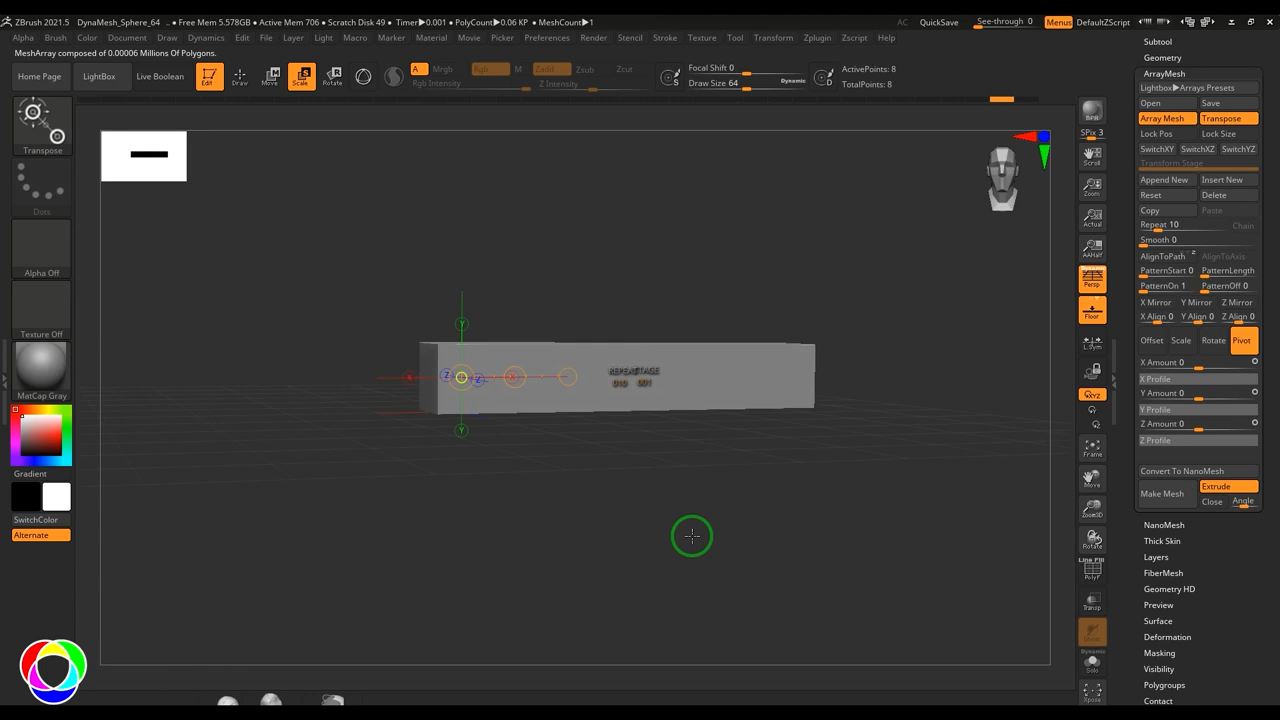 ZBrush 2021.5 DynaMesh_Sphere_64 • Free Mem 5.578GB • Active Mem 706 • Scratch Disk 49 • Timer▶0.001 • PolyCount▶0.06 KP • MeshCount▶1 AC QuickSave See-through 0 Menus DefaultZScript
Alpha Brush Color Document Draw Dynamics Edit File Layer Light Macro Marker Material Movie Picker Preferences Render Stencil Stroke Texture Tool Transform Zplugin Zscript Help
MeshArray composed of 0.00006 Millions Of Polygons.
Home Page LightBox Live Boolean Edit Draw Move Scale Rotate
A Mrgb Rgb M Zadd Zsub Zcut
Rgb Intensity Z Intensity
S Focal Shift 0
Draw Size 64 Dynamic
D ActivePoints: 8
TotalPoints: 8
Transpose
Dots
Alpha Off
Texture Off
MatCap Gray
Gradient
SwitchColor
Alternate
REPEAT STAGE
010 001
Y
X Z Z X
Y
BPR
SPix 3
Scroll
Zoom
Actual
AAHalf
Persp
Floor
L.Sym
XYZ
Frame
Move
Zoom3D
Rotate
Line Fill
PolyF
Transp
Ghost
Dynamic
Solo
Xpose
Subtool
Geometry
ArrayMesh
Lightbox▶Arrays Presets
Open Save
Array Mesh Transpose
Lock Pos Lock Size
SwitchXY SwitchXZ SwitchYZ
Transform Stage
Append New Insert New
Reset Delete
Copy Paste
Repeat 10 Chain
Smooth 0
AlignToPath AlignToAxis
PatternStart 0 PatternLength
PatternOn 1 PatternOff 0
X Mirror Y Mirror Z Mirror
X Align 0 Y Align 0 Z Align 0
Offset Scale Rotate Pivot
X Amount 0
X Profile
Y Amount 0
Y Profile
Z Amount 0
Z Profile
Convert To NanoMesh
Make Mesh Extrude
Close Angle
NanoMesh
Thick Skin
Layers
FiberMesh
Geometry HD
Preview
Surface
Deformation
Masking
Visibility
Polygroups
Contact